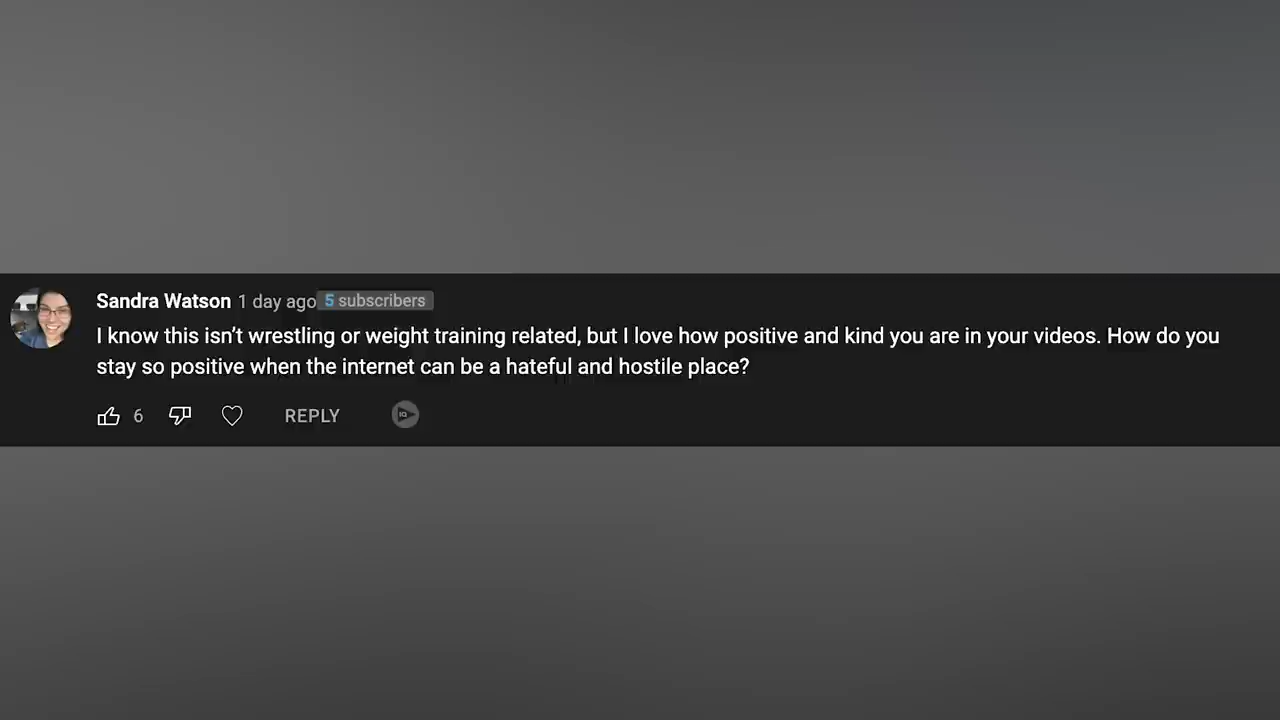 Sandra Watson 1 day ago 5 subscribers
I know this isn’t wrestling or weight training related, but I love how positive and kind you are in your videos. How do you
stay so positive when the internet can be a hateful and hostile place?
6 REPLY IQ